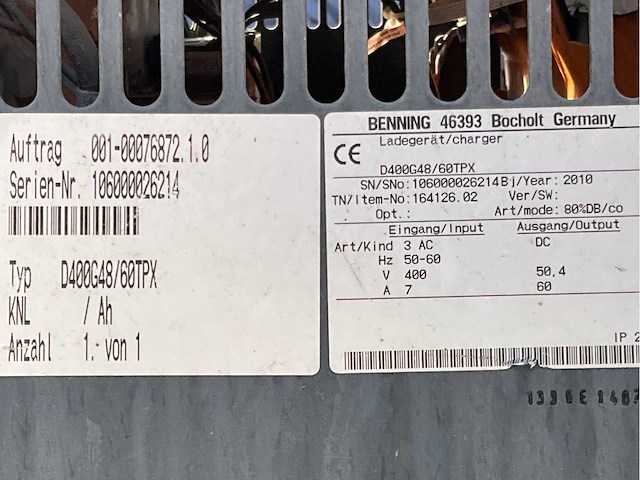 Auftrag 001-00076872.1.0
Serien-Nr. 106000026214
Typ D400G48/60TPX
KNL / Ah
Anzahl 1.- von 1
BENNING 46393 Bocholt Germany
CE Ladegerät/charger
D400G48/60TPX
SN/SNo: 106000026214 Bj/Year: 2010
TN/Item-No: 164126.02 Ver/SW:
Opt.: Art/mode: 80%DB/co
Eingang/Input Ausgang/Output
Art/Kind 3 AC DC
Hz 50-60
V 400 50,4
A 7 60
IP 2